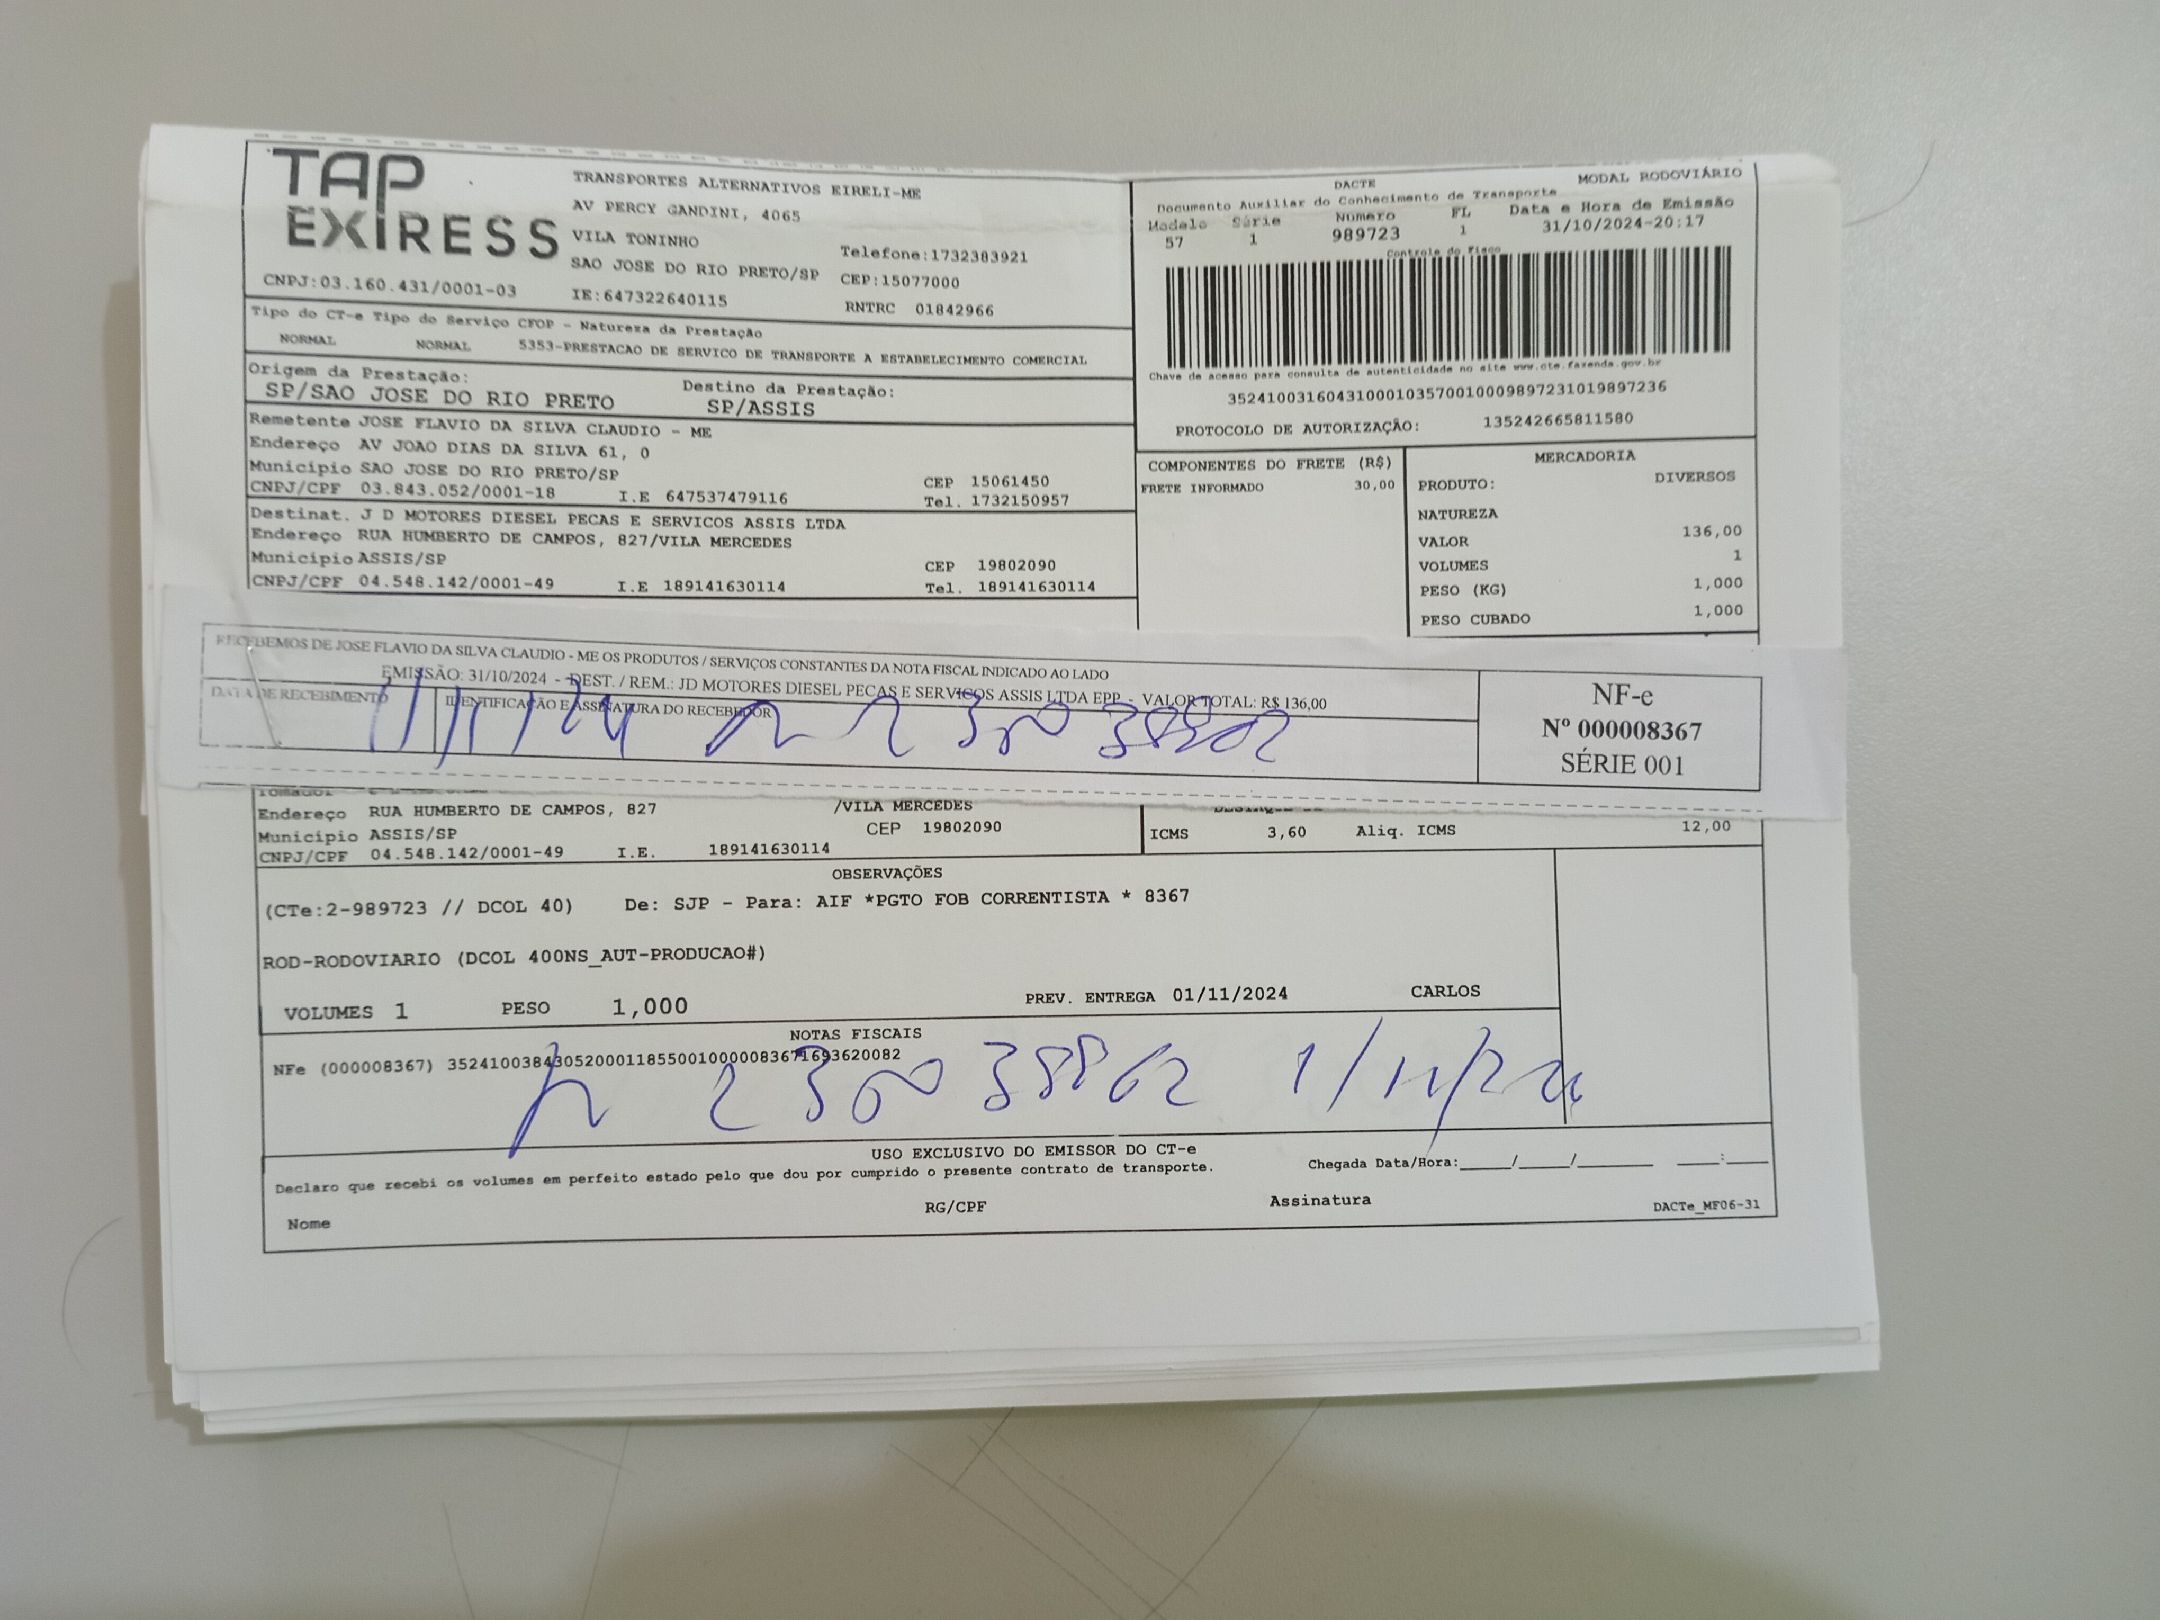 TAP
EXPRESS
TRANSPORTES ALTERNATIVOS EIRELI-ME
AV PERCY GANDINI, 4065
VILA TONINHO
SAO JOSE DO RIO PRETO/SP
IE:647322640115
Telefone:1732383921
CEP:15077000
RNTRC 01842966
CNPJ:03.160.431/0001-03
DACTE MODAL RODOVIÁRIO
Documento Auxiliar do Conhecimento de Transporte
Modelo Série Número FL Data e Hora de Emissão
57 1 989723 1 31/10/2024-20:17
Controle do Fisco
Chave de acesso para consulta de autenticidade no site www.cte.fazenda.gov.br
35241003160431000103570010009897231019897236
PROTOCOLO DE AUTORIZAÇÃO: 135242665811580
Tipo do CT-e Tipo do Serviço CFOP - Natureza da Prestação
NORMAL NORMAL 5353-PRESTACAO DE SERVICO DE TRANSPORTE A ESTABELECIMENTO COMERCIAL
Origem da Prestação: Destino da Prestação:
SP/SAO JOSE DO RIO PRETO SP/ASSIS
Remetente JOSE FLAVIO DA SILVA CLAUDIO - ME
Endereço AV JOAO DIAS DA SILVA 61, 0
Municipio SAO JOSE DO RIO PRETO/SP CEP 15061450
CNPJ/CPF 03.843.052/0001-18 I.E 647537479116 Tel. 1732150957
Destinat. J D MOTORES DIESEL PECAS E SERVICOS ASSIS LTDA
Endereço RUA HUMBERTO DE CAMPOS, 827/VILA MERCEDES
Municipio ASSIS/SP CEP 19802090
CNPJ/CPF 04.548.142/0001-49 I.E 189141630114 Tel. 189141630114
COMPONENTES DO FRETE (R$)
FRETE INFORMADO 30,00
MERCADORIA
PRODUTO: DIVERSOS
NATUREZA
VALOR 136,00
VOLUMES 1
PESO (KG) 1,000
PESO CUBADO 1,000
RECEBEMOS DE JOSE FLAVIO DA SILVA CLAUDIO - ME OS PRODUTOS / SERVIÇOS CONSTANTES DA NOTA FISCAL INDICADO AO LADO
EMISSÃO: 31/10/2024 - DEST. / REM.: JD MOTORES DIESEL PECAS E SERVICOS ASSIS LTDA EPP - VALOR TOTAL: R$ 136,00
DATA DE RECEBIMENTO IDENTIFICAÇÃO E ASSINATURA DO RECEBEDOR
1/11/24
NF-e
Nº 000008367
SÉRIE 001
Endereço RUA HUMBERTO DE CAMPOS, 827 /VILA MERCEDES
Municipio ASSIS/SP CEP 19802090
CNPJ/CPF 04.548.142/0001-49 I.E. 189141630114
ICMS 3,60 Aliq. ICMS 12,00
OBSERVAÇÕES
(CTe:2-989723 // DCOL 40) De: SJP - Para: AIF *PGTO FOB CORRENTISTA * 8367
ROD-RODOVIARIO (DCOL 400NS_AUT-PRODUCAO#)
VOLUMES 1 PESO 1,000 PREV. ENTREGA 01/11/2024 CARLOS
NOTAS FISCAIS
NFe (000008367) 35241003843052000118550010000083671693620082
1/11/24
USO EXCLUSIVO DO EMISSOR DO CT-e
Declaro que recebi os volumes em perfeito estado pelo que dou por cumprido o presente contrato de transporte.
Chegada Data/Hora:_____/_____/________ ____:____
Nome RG/CPF Assinatura DACTe_MF06-31